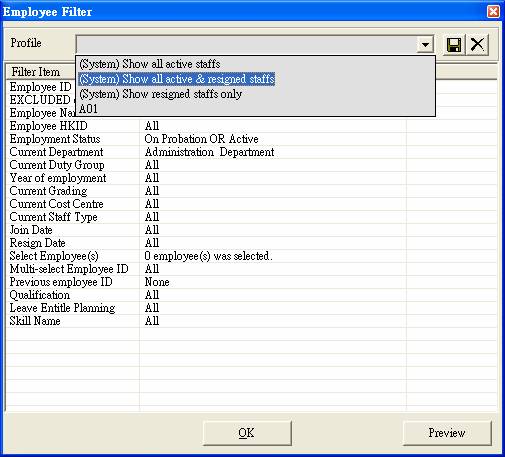 Employee Filter
Profile
(System) Show all active staffs
(System) Show all active & resigned staffs
(System) Show resigned staffs only
A01
Filter Item
Employee ID
EXCLUDED
Employee Na
Employee HKID All
Employment Status On Probation OR Active
Current Department Administration Department
Current Duty Group All
Year of employment All
Current Grading All
Current Cost Centre All
Current Staff Type All
Join Date All
Resign Date All
Select Employee(s) 0 employee(s) was selected.
Multi-select Employee ID All
Previous employee ID None
Qualification All
Leave Entitle Planning All
Skill Name All
OK Preview